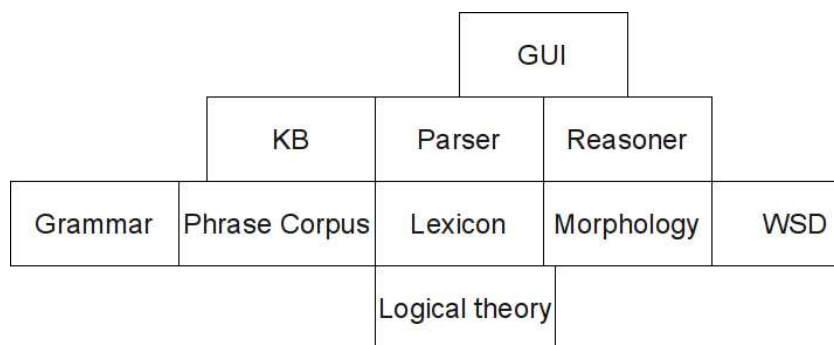 GUI
KB Parser Reasoner
Grammar Phrase Corpus Lexicon Morphology WSD
Logical theory